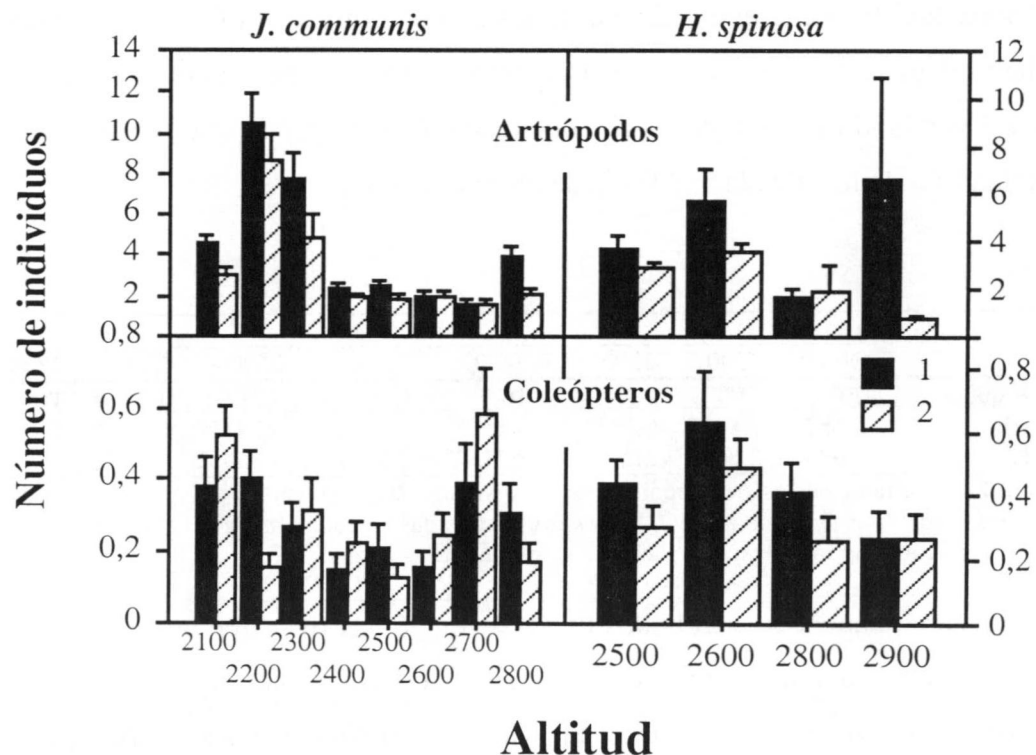 J. communis H. spinosa
14 12
12 10
10 8
8 6
6 4
4 2
2
0,8
Artrópodos
Número de individuos
0,6 0,8
0,4 0,6
0,2 0,4
0 0,2
0
Coleópteros
1
2
2100 2300 2500 2700
2200 2400 2600 2800
2500 2600 2800 2900
Altitud